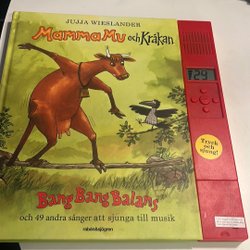 JUJJA WIESLANDER
Mamma Mu och Kråkan
29
Tryck och
sjung!
Bang Bang Balans
och 49 andra sånger att sjunga till musik
rabén&sjögren